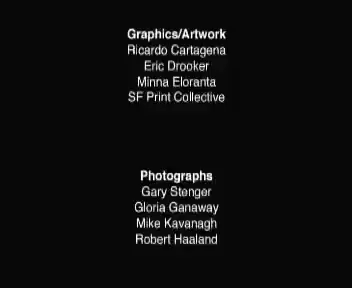 Graphics/Artwork
Ricardo Cartagena
Eric Drooker
Minna Eloranta
SF Print Collective
Photographs
Gary Stenger
Gloria Ganaway
Mike Kavanagh
Robert Haaland